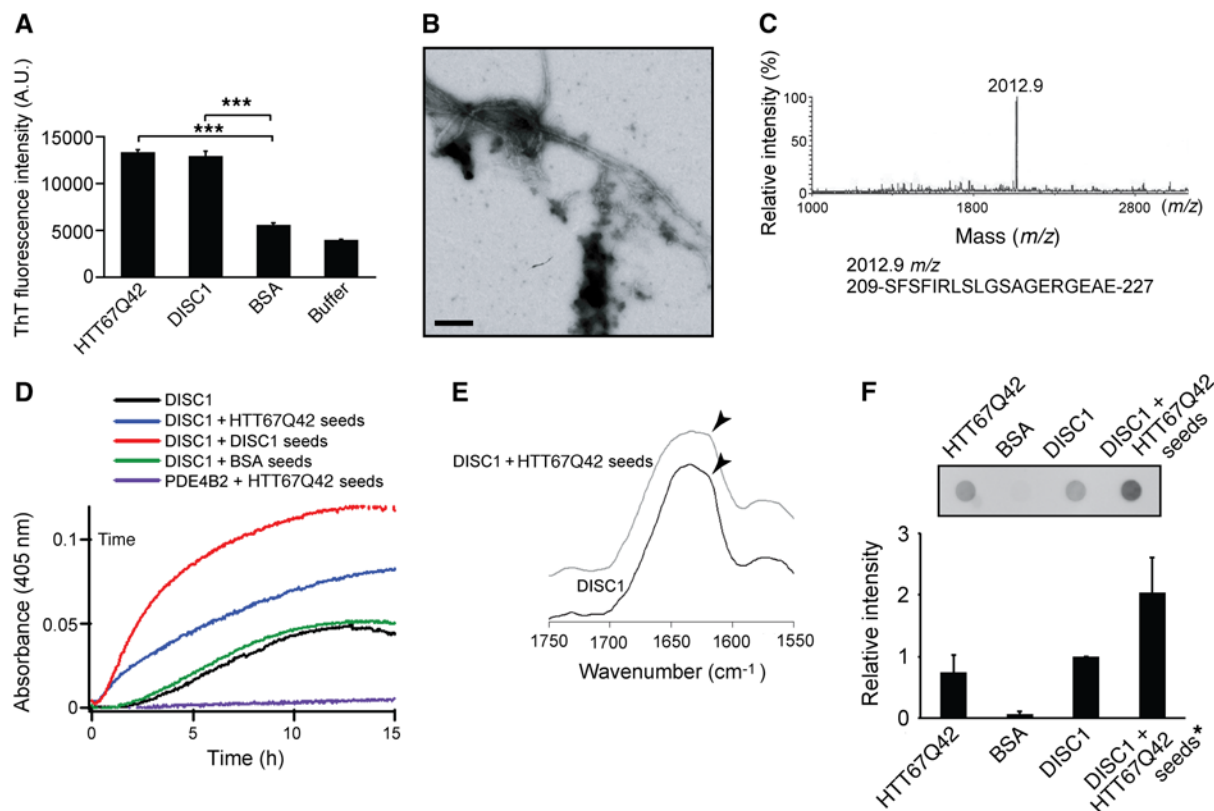 A
ThT fluorescence intensity (A.U.)
15000
10000
5000
0
***
***
HTT67Q42
DISC1
BSA
Buffer
B
C
Relative intensity (%)
100
50
0
2012.9
1000
1800
2800
(m/z)
Mass (m/z)
2012.9 m/z
209-SFSFIRLSLGSAGERGEAE-227
D
DISC1
DISC1 + HTT67Q42 seeds
DISC1 + DISC1 seeds
DISC1 + BSA seeds
PDE4B2 + HTT67Q42 seeds
Absorbance (405 nm)
0.1
0.05
0
Time
0
5
10
15
Time (h)
E
DISC1 + HTT67Q42 seeds
DISC1
1750
1700
1650
1600
1550
Wavenumber (cm-1)
F
HTT67Q42
BSA
DISC1
DISC1 +
HTT67Q42
seeds
Relative intensity
3
2
1
0
HTT67Q42
BSA
DISC1
DISC1 +
HTT67Q42
seeds*